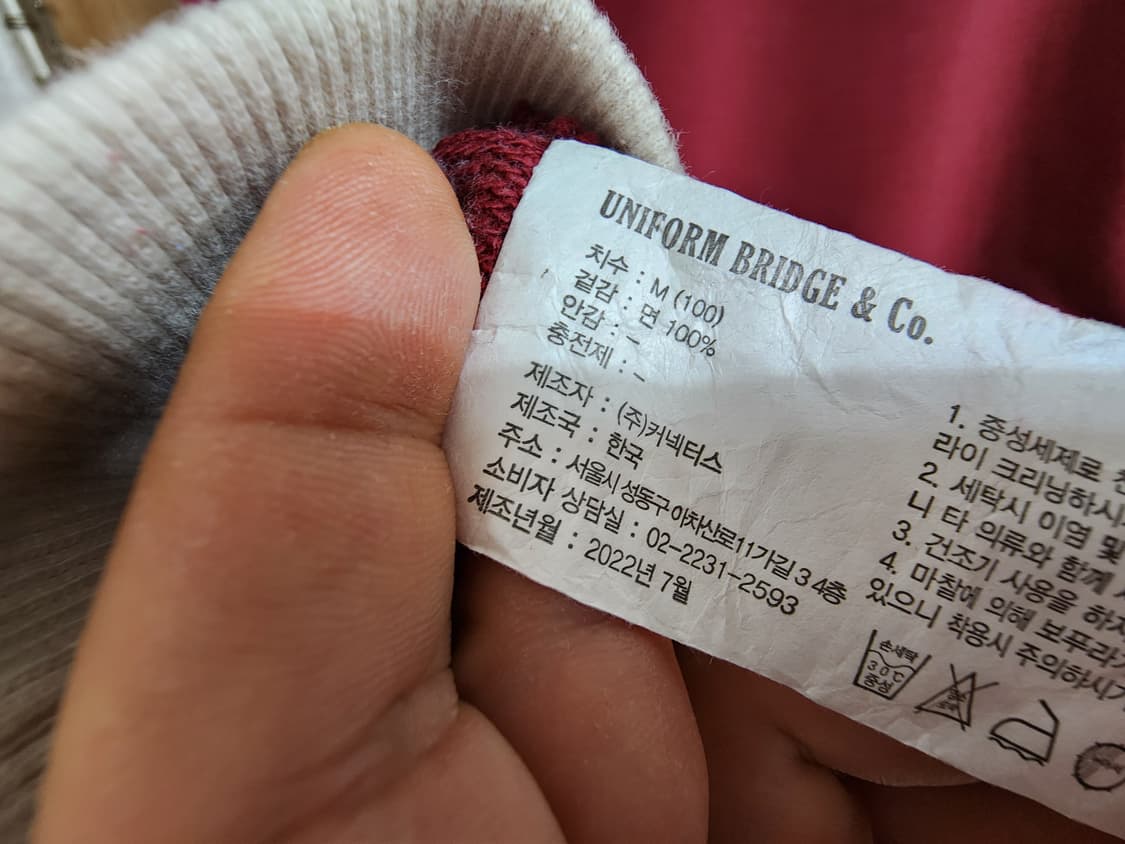 UNIFORM BRIDGE & Co.
치수 : M (100)
겉감 : 면 100%
안감 : -
충전제 : -
제조자 : (주)커넥터스
제조국 : 한국
주소 : 서울시 성동구 아차산로11가길 3 4층
소비자 상담실 : 02-2231-2593
제조년월 : 2022년 7월
1. 중성세제로
라이 크리닝하시
2. 세탁시 이염 및
니 타 의류와 함께
3. 건조기 사용을 하지
4. 마찰에 의해 보푸라기
있으니 착용시 주의하시기
손세탁
30℃
중성